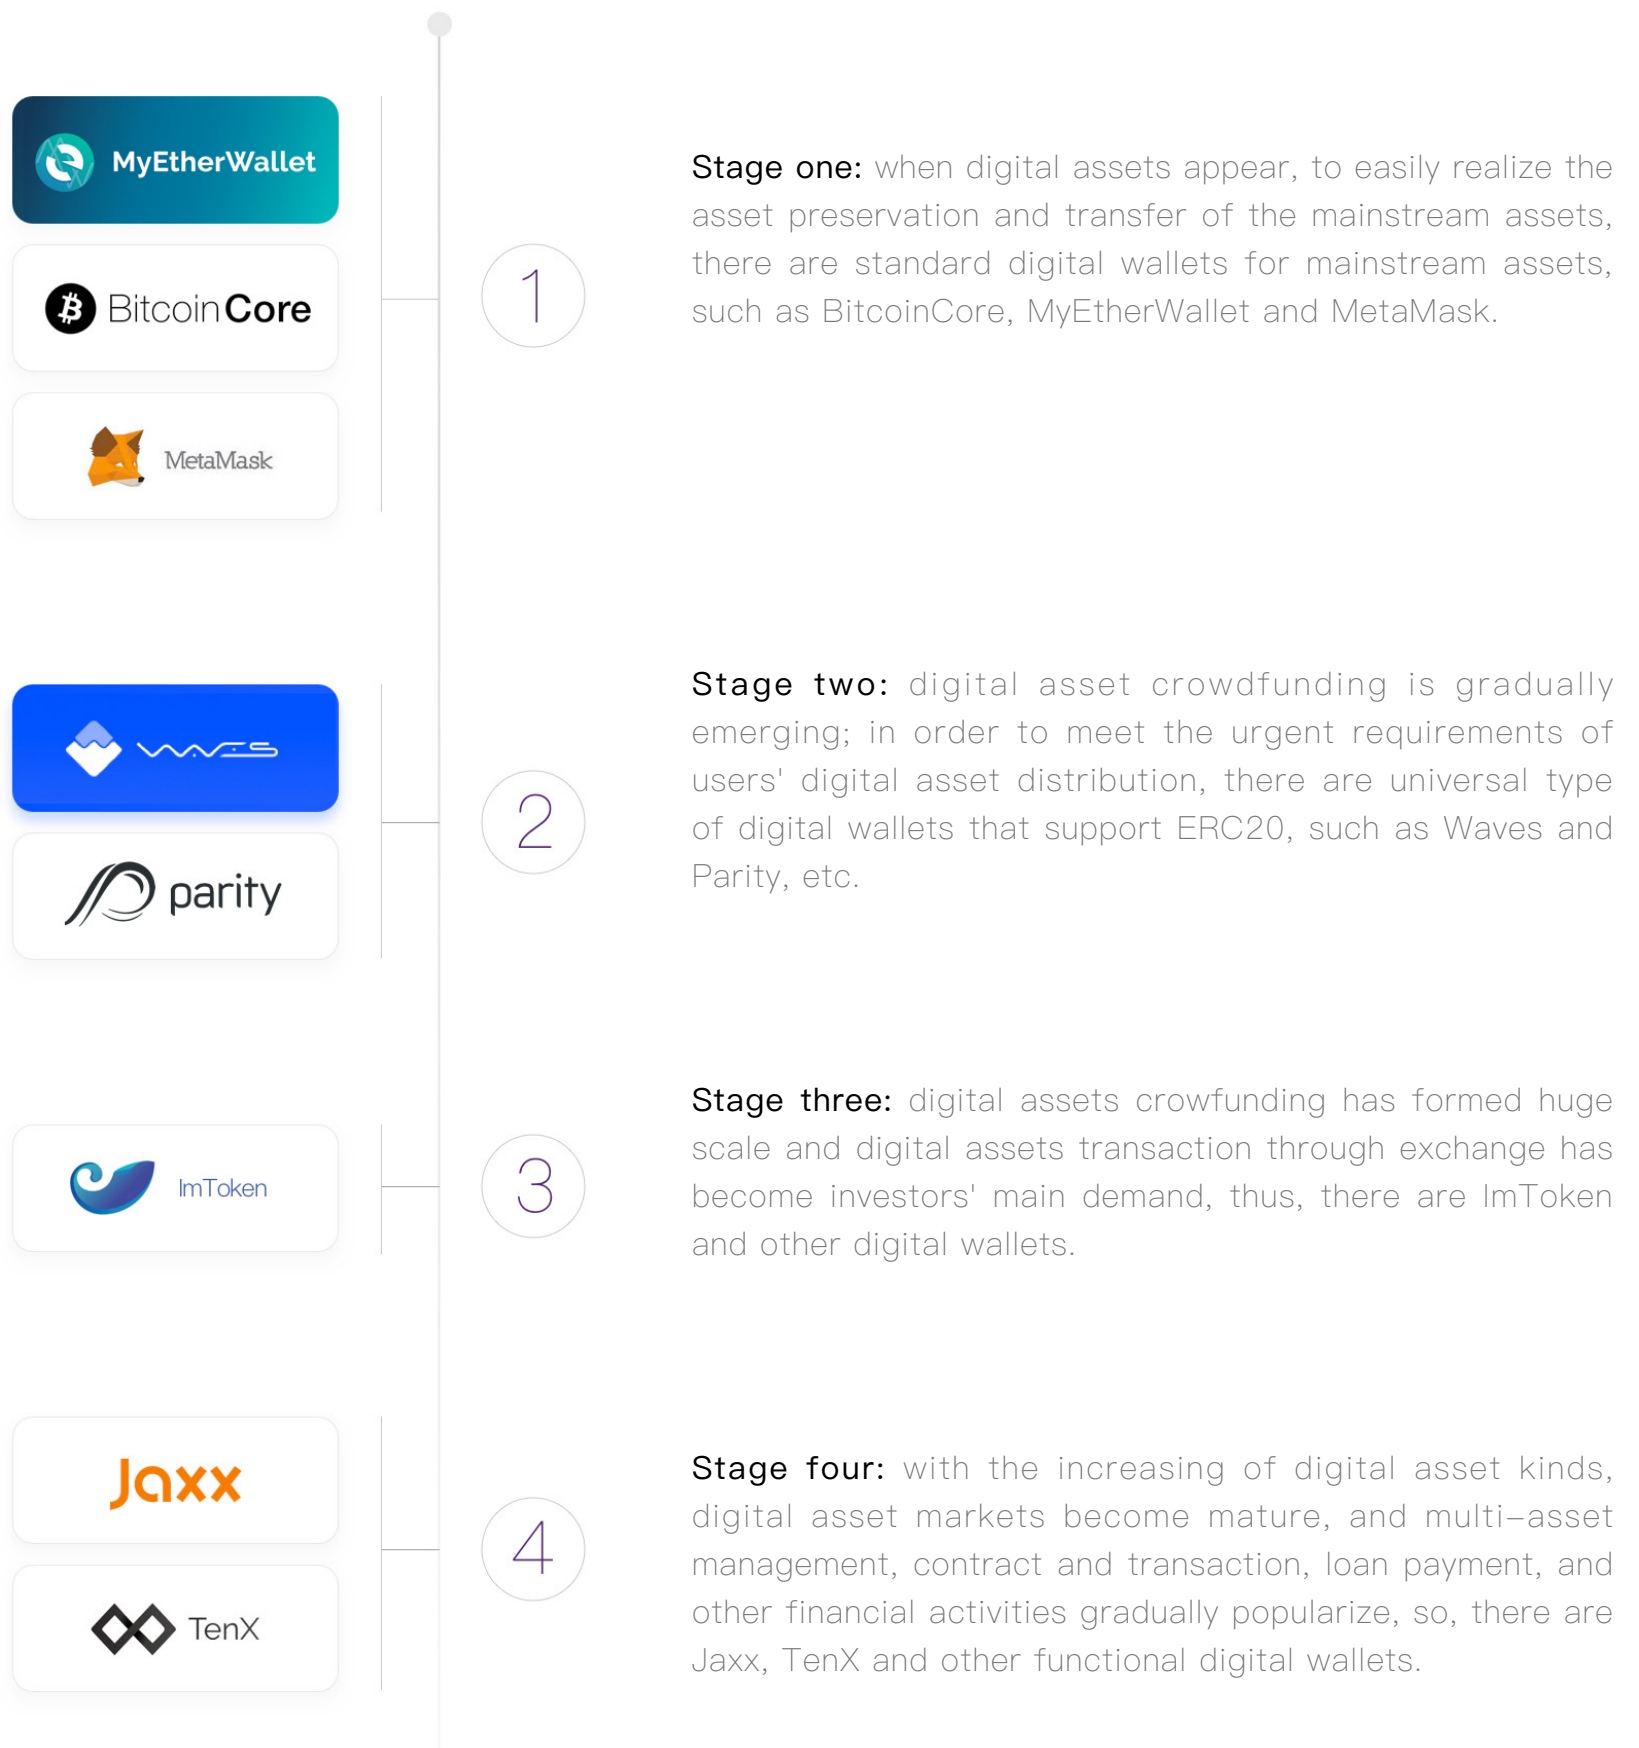 MyEtherWallet
Bitcoin Core
MetaMask
1
Stage one: when digital assets appear, to easily realize the
asset preservation and transfer of the mainstream assets,
there are standard digital wallets for mainstream assets,
such as BitcoinCore, MyEtherWallet and MetaMask.
WAVES
parity
2
Stage two: digital asset crowdfunding is gradually
emerging; in order to meet the urgent requirements of
users' digital asset distribution, there are universal type
of digital wallets that support ERC20, such as Waves and
Parity, etc.
ImToken
3
Stage three: digital assets crowfunding has formed huge
scale and digital assets transaction through exchange has
become investors' main demand, thus, there are ImToken
and other digital wallets.
Jaxx
TenX
4
Stage four: with the increasing of digital asset kinds,
digital asset markets become mature, and multi–asset
management, contract and transaction, loan payment, and
other financial activities gradually popularize, so, there are
Jaxx, TenX and other functional digital wallets.